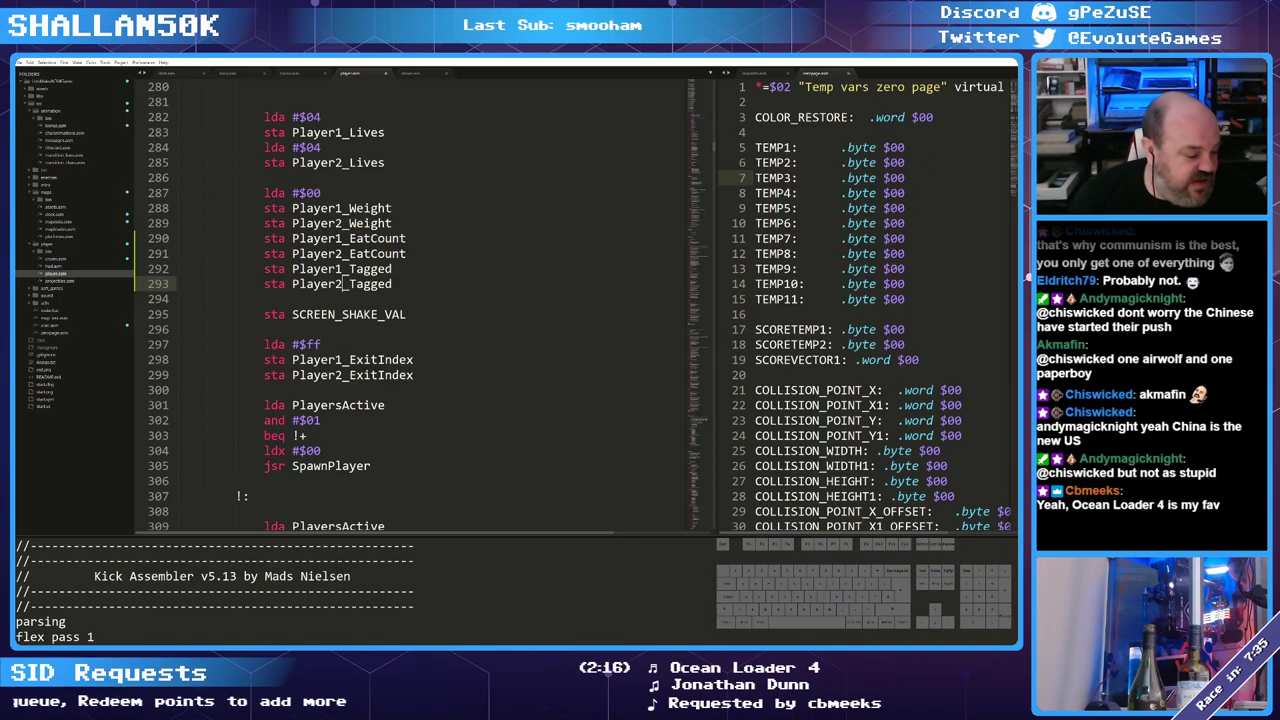 SHALLAN50K
Last Sub: smooham
Discord gPeZuSE
Twitter @EvoluteGames
FOLDERS
280
281
282 lda #$04
283 sta Player1_Lives
284 lda #$04
285 sta Player2_Lives
286
287 lda #$00
288 sta Player1_Weight
289 sta Player2_Weight
290 sta Player1_EatCount
291 sta Player2_EatCount
292 sta Player1_Tagged
293 sta Player2_Tagged
294
295 sta SCREEN_SHAKE_VAL
296
297 lda #$ff
298 sta Player1_ExitIndex
299 sta Player2_ExitIndex
300
301 lda PlayersActive
302 and #$01
303 beq !+
304 ldx #$00
305 jsr SpawnPlayer
306
307 !:
308
309 lda PlayersActive
1 *=$02 "Temp vars zero page" virtual
2
3 .LOR_RESTORE: .word $00
4
5 TEMP1: .byte $00
6 TEMP2: .byte $00
7 TEMP3: .byte $00
8 TEMP4: .byte $00
9 TEMP5: .byte $00
10 TEMP6: .byte $00
11 TEMP7: .byte $00
12 TEMP8: .byte $00
13 TEMP9: .byte $00
14 TEMP10: .byte $00
15 TEMP11: .byte $00
16
17 SCORETEMP1: .byte $00
18 SCORETEMP2: .byte $00
19 SCOREVECTOR1: .word $00
20
21 COLLISION_POINT_X: .word $00
22 COLLISION_POINT_X1: .word $00
23 COLLISION_POINT_Y: .word $00
24 COLLISION_POINT_Y1: .word $00
25 COLLISION_WIDTH: .byte $00
26 COLLISION_WIDTH1: .byte $00
27 COLLISION_HEIGHT: .byte $00
28 COLLISION_HEIGHT1: .byte $00
29 COLLISION_POINT_X_OFFSET: .byte $0
30 COLLISION_POINT_X1_OFFSET: .byte $0
Chiswicked:
that's why communism is the best,
you only get one of everything
Eldritch79: Probably not.
Andymagicknight:
@chiswicked don't worry the Chinese
have started their push
Akmafin:
@chiswicked one airwolf and one
paperboy
Chiswicked: akmafin
Chiswicked:
andymagicknight yeah China is the
new US
Andymagicknight:
@chiswicked but not as stupid
Cbmeeks:
Yeah, Ocean Loader 4 is my fav
//------------------------------------------------------
//------------------------------------------------------
// Kick Assembler v5.13 by Mads Nielsen
//------------------------------------------------------
//------------------------------------------------------
parsing
flex pass 1
SID Requests
queue, Redeem points to add more
(2:16) Ocean Loader 4
Jonathan Dunn
Requested by cbmeeks
Race in: 7:35